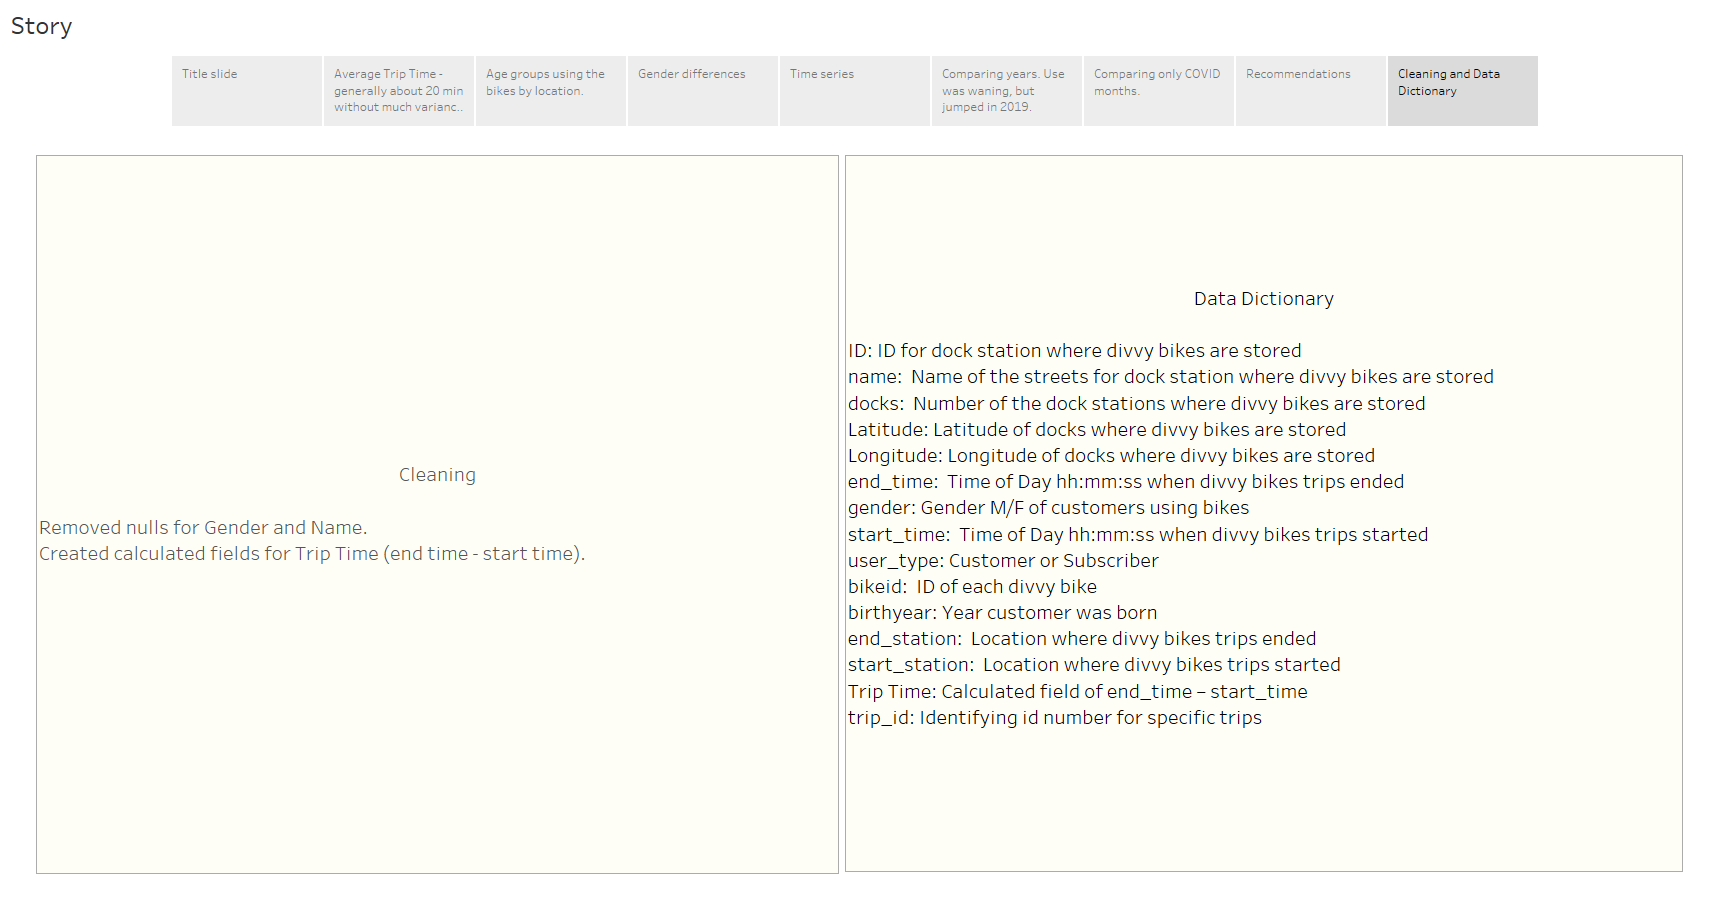 Story
Title slide
Average Trip Time -
generally about 20 min
without much varianc..
Age groups using the
bikes by location.
Gender differences
Time series
Comparing years. Use
was waning, but
jumped in 2019.
Comparing only COVID
months.
Recommendations
Cleaning and Data
Dictionary
Cleaning
Removed nulls for Gender and Name.
Created calculated fields for Trip Time (end time - start time).
Data Dictionary
ID: ID for dock station where divvy bikes are stored
name:  Name of the streets for dock station where divvy bikes are stored
docks:  Number of the dock stations where divvy bikes are stored
Latitude: Latitude of docks where divvy bikes are stored
Longitude: Longitude of docks where divvy bikes are stored
end_time:  Time of Day hh:mm:ss when divvy bikes trips ended
gender: Gender M/F of customers using bikes
start_time:  Time of Day hh:mm:ss when divvy bikes trips started
user_type: Customer or Subscriber
bikeid:  ID of each divvy bike
birthyear: Year customer was born
end_station:  Location where divvy bikes trips ended
start_station:  Location where divvy bikes trips started
Trip Time: Calculated field of end_time – start_time
trip_id: Identifying id number for specific trips